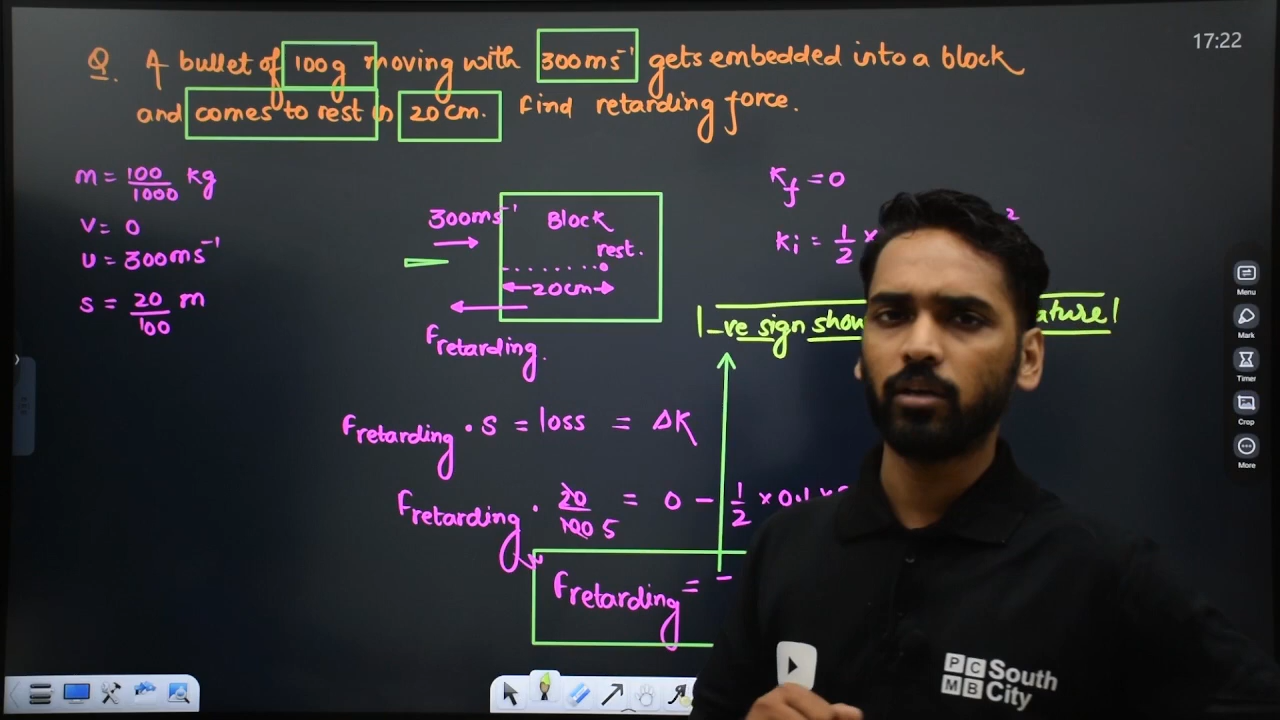 17:22
Q. A bullet of 100g moving with 300ms⁻¹ gets embedded into a block
and comes to rest in 20cm. Find retarding force.
m = 100/1000 kg
v = 0
u = 300ms⁻¹
s = 20/100 m
300ms⁻¹ Block
rest.
20cm
Fretarding.
Kf = 0
Ki = 1/2 × 2
-ve sign ature
Fretarding . s = loss = ΔK
Fretarding . 20/100 5 = 0 - 1/2 × 0.1 ×
Fretarding = -
Menu
Mark
Timer
Crop
More
PC MB South City